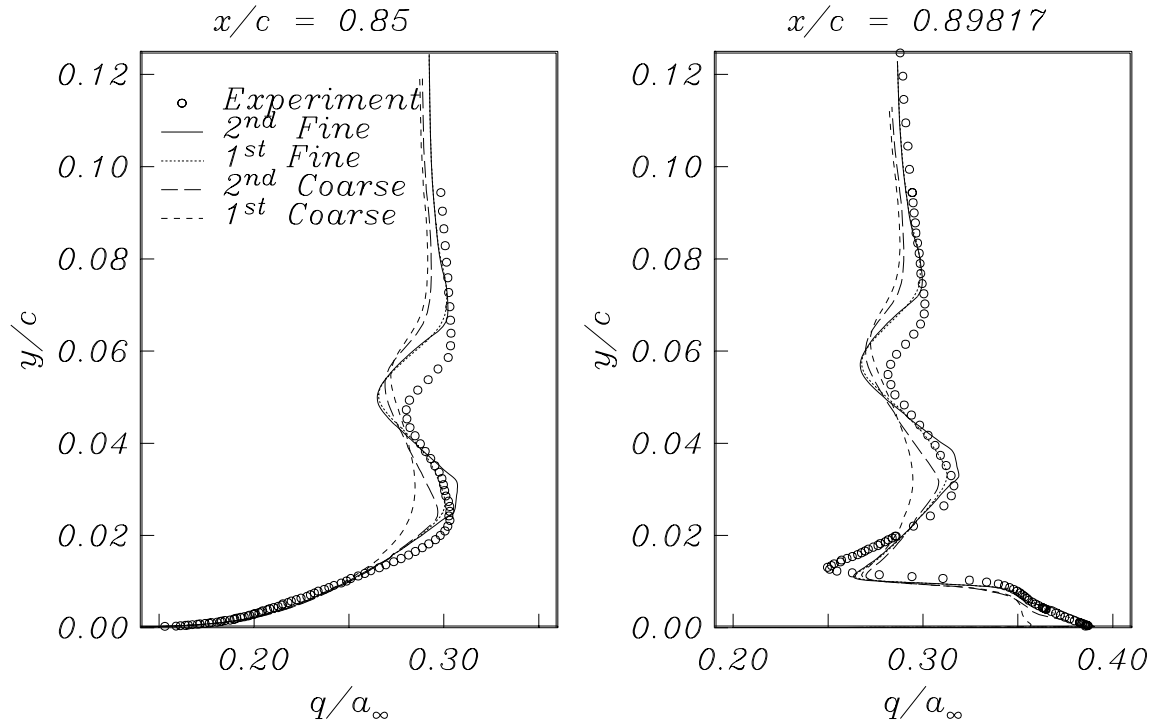 x/c = 0.85
0.12
0.10
0.08
0.06
0.04
0.02
0.00
y/c
Experiment
2nd Fine
1st Fine
2nd Coarse
1st Coarse
0.20
0.30
q/a∞
x/c = 0.89817
0.12
0.10
0.08
0.06
0.04
0.02
0.00
y/c
0.20
0.30
0.40
q/a∞